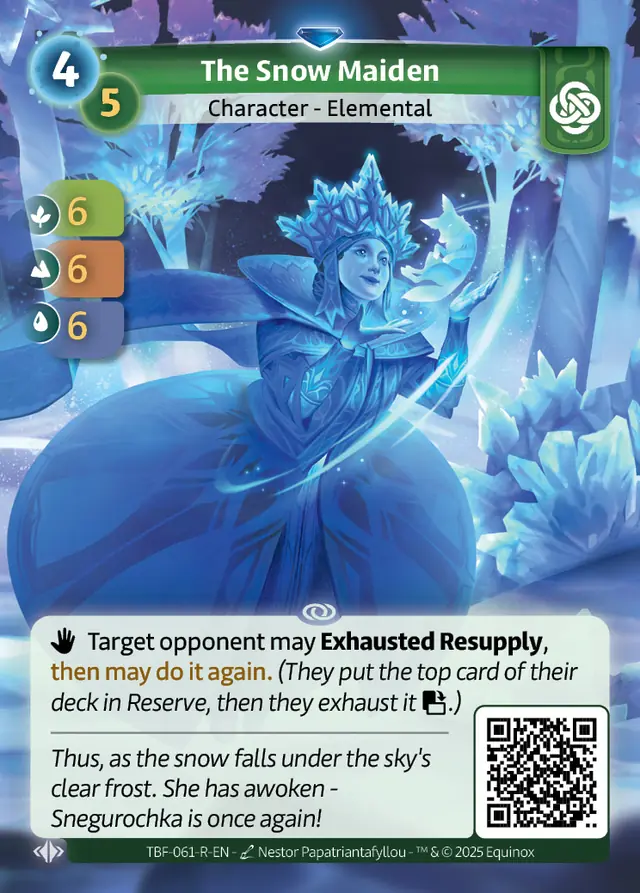 4
The Snow Maiden
5
Character - Elemental
6
6
6
Target opponent may Exhausted Resupply,
then may do it again. (They put the top card of their
deck in Reserve, then they exhaust it .)
Thus, as the snow falls under the sky's
clear frost. She has awoken -
Snegurochka is once again!
TBF-061-R-EN - Nestor Papatriantafyllou - ™ & © 2025 Equinox